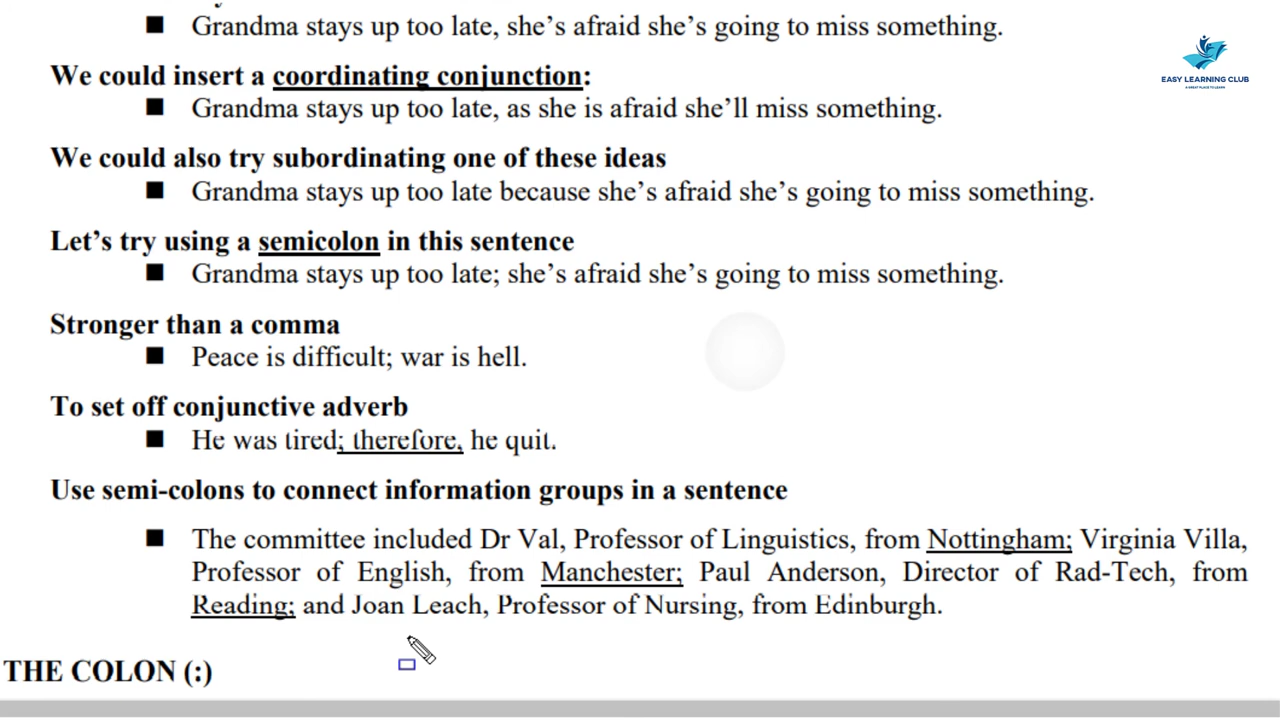 ■ Grandma stays up too late, she’s afraid she’s going to miss something.
EASY LEARNING CLUB
A GREAT PLACE TO LEARN
We could insert a coordinating conjunction:
■ Grandma stays up too late, as she is afraid she’ll miss something.
We could also try subordinating one of these ideas
■ Grandma stays up too late because she’s afraid she’s going to miss something.
Let’s try using a semicolon in this sentence
■ Grandma stays up too late; she’s afraid she’s going to miss something.
Stronger than a comma
■ Peace is difficult; war is hell.
To set off conjunctive adverb
■ He was tired; therefore, he quit.
Use semi-colons to connect information groups in a sentence
■ The committee included Dr Val, Professor of Linguistics, from Nottingham; Virginia Villa,
Professor of English, from Manchester; Paul Anderson, Director of Rad-Tech, from
Reading; and Joan Leach, Professor of Nursing, from Edinburgh.
THE COLON (:)